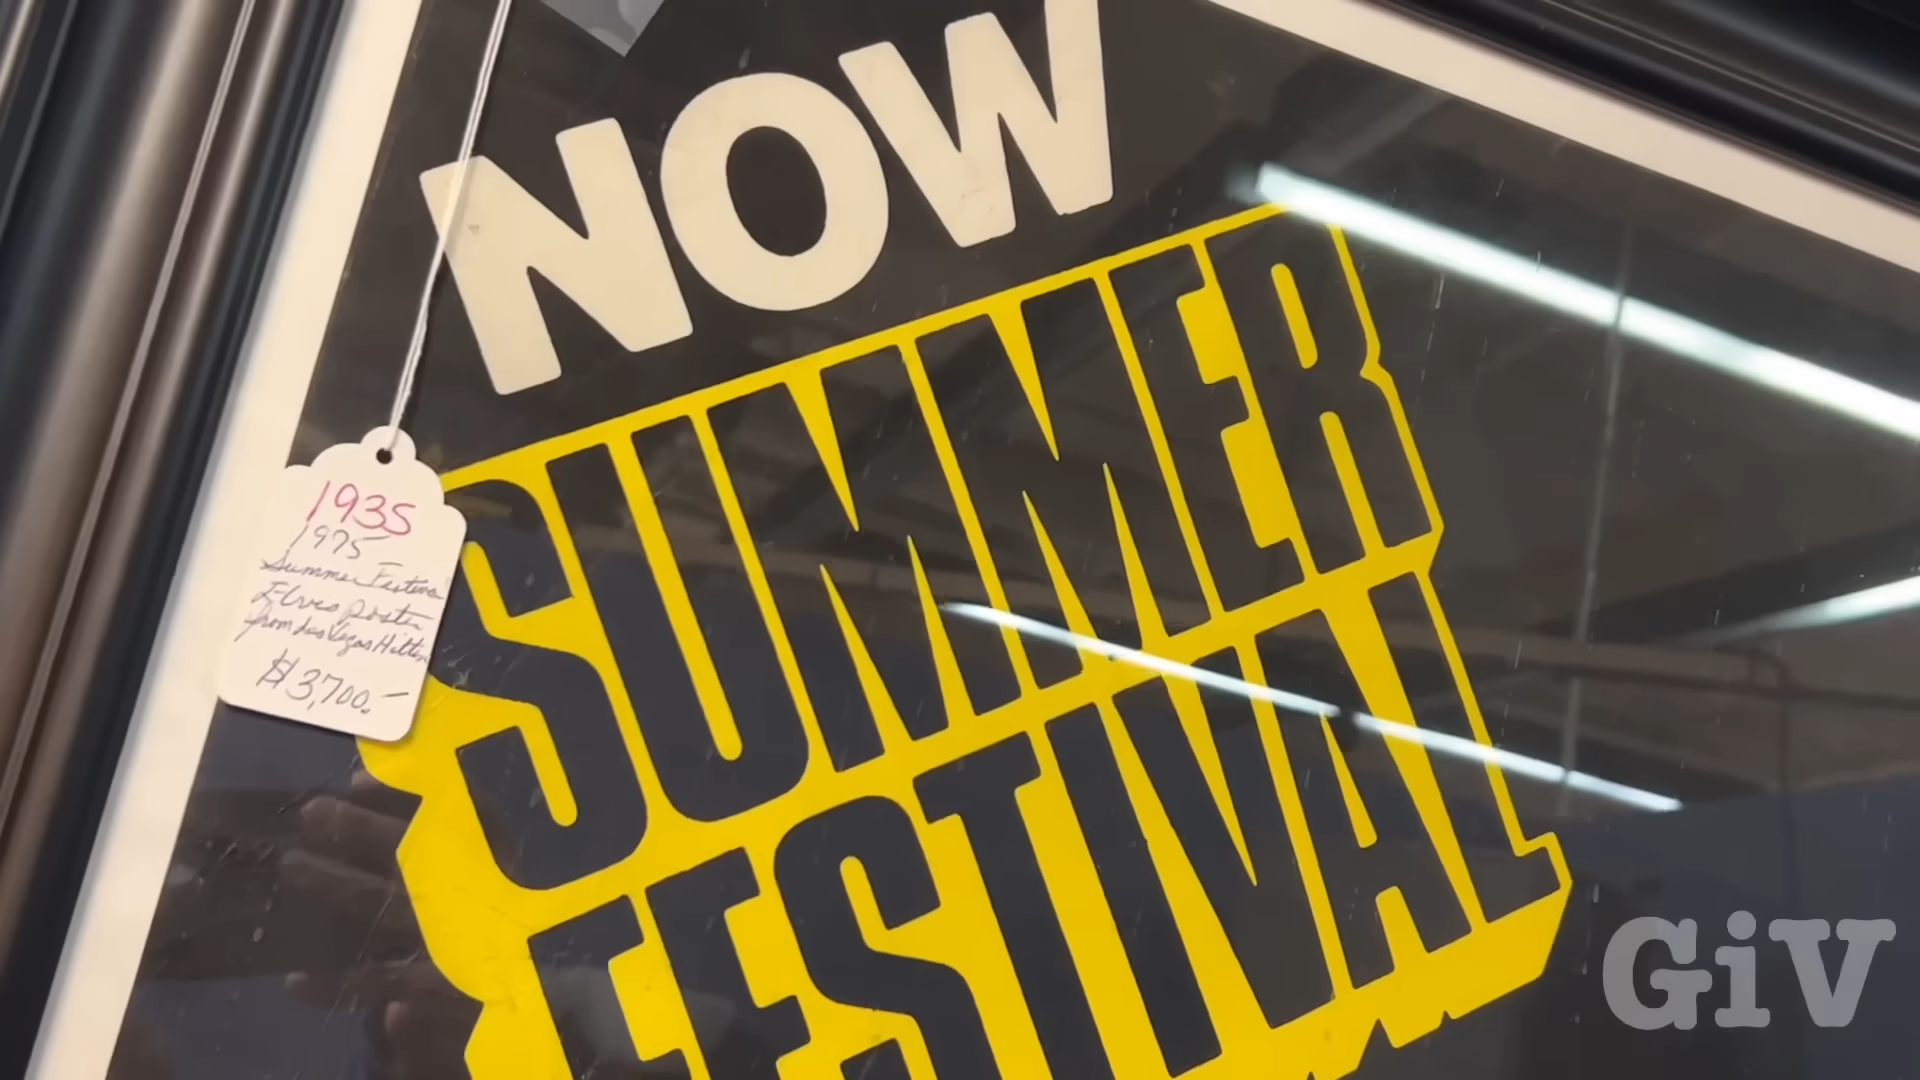 NOW
SUMMER
FESTIVAL
1935
1975
Summer Festival
Elvis poster
from Las Vegas Hilton
$3,700.-
GiV